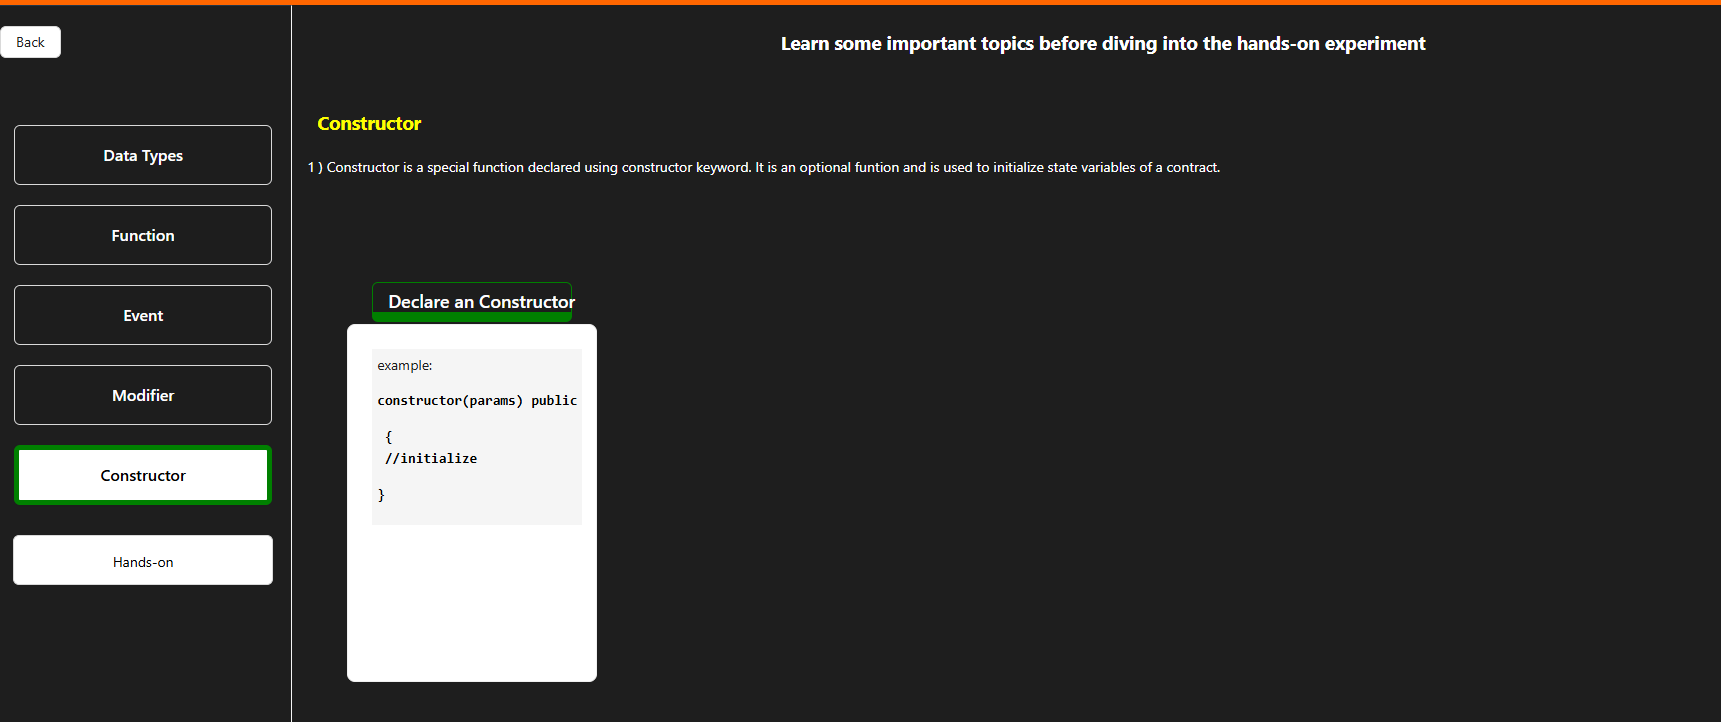 Back
Learn some important topics before diving into the hands-on experiment
Data Types
Function
Event
Modifier
Constructor
Hands-on
Constructor
1 ) Constructor is a special function declared using constructor keyword. It is an optional funtion and is used to initialize state variables of a contract.
Declare an Constructor
example:
constructor(params) public
{
//initialize
}